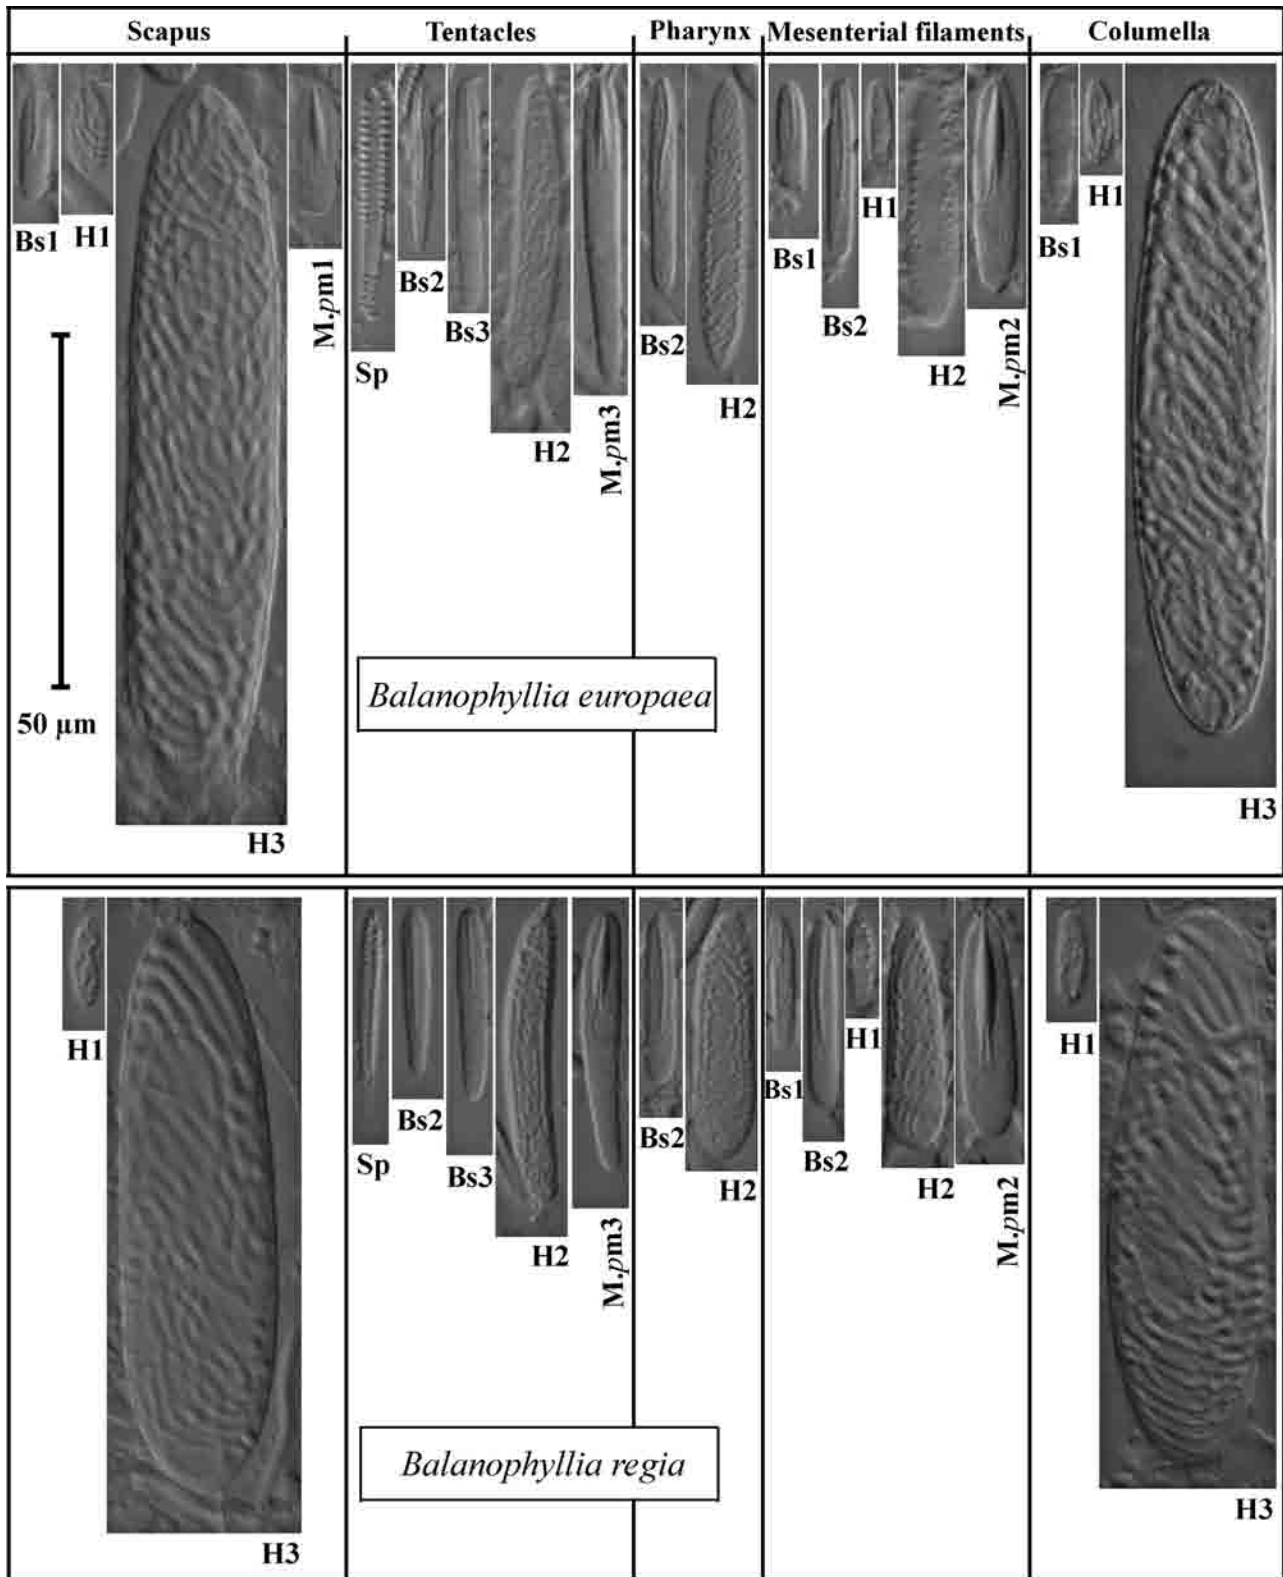 Scapus Tentacles Pharynx Mesenterial filaments Columella
Bs1 H1 H3 M.pm1 Sp Bs2 Bs3 H2 M.pm3 Bs2 H2 Bs1 Bs2 H1 H2 M.pm2 Bs1 H1 H3
50 µm
Balanophyllia europaea
H1 H3 Sp Bs2 Bs3 H2 M.pm3 Bs2 H2 Bs1 Bs2 H1 H2 M.pm2 H1 H3
Balanophyllia regia